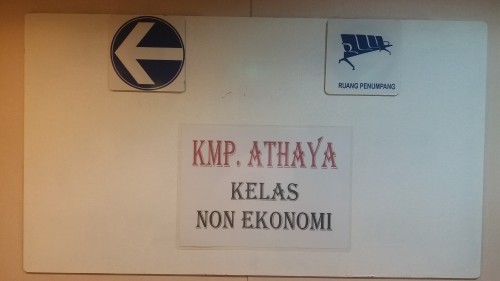 RUANG PENUMPANG
KMP. ATHAYA
KELAS
NON EKONOMI